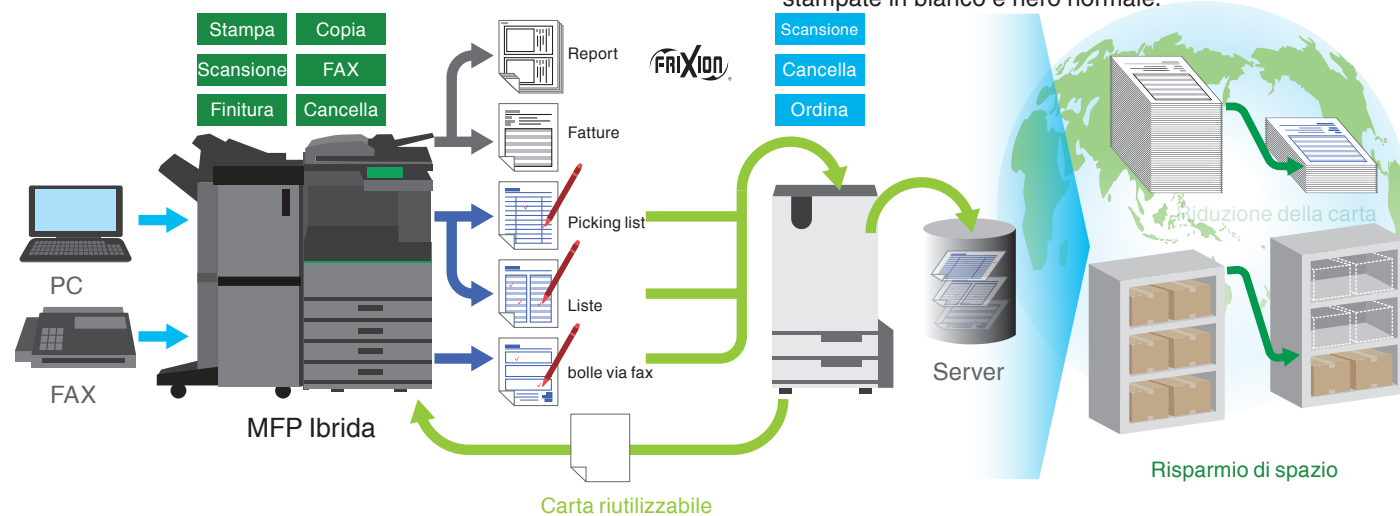 stampate in bianco e nero normale.
Stampa
Copia
Scansione
FAX
Finitura
Cancella
Report
Fatture
Picking list
Liste
bolle via fax
FRIXION
Scansione
Cancella
Ordina
PC
FAX
MFP Ibrida
Server
Carta riutilizzabile
Riduzione della carta
Risparmio di spazio